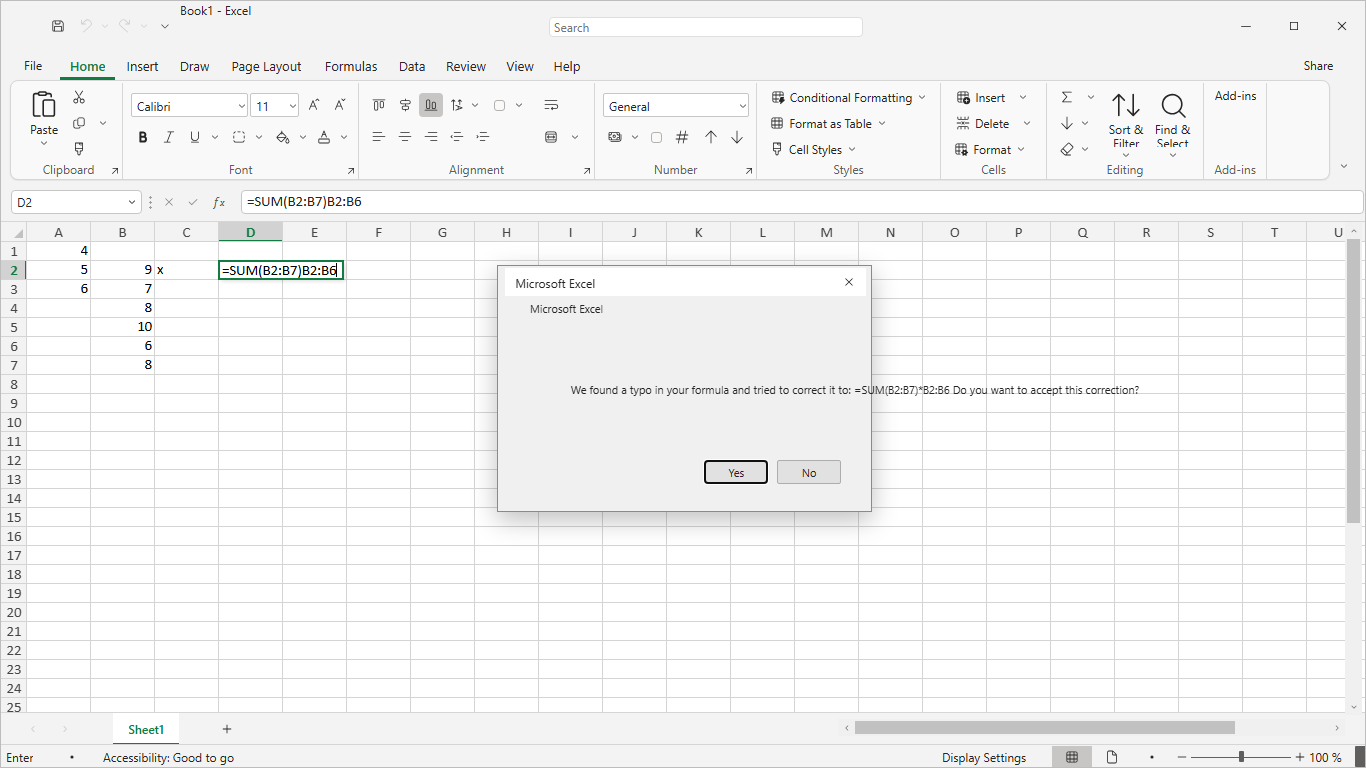 Book1 - Excel
Search
File Home Insert Draw Page Layout Formulas Data Review View Help Share
Paste
Clipboard
Calibri 11
B I U A
Font
Alignment
General
Number
Conditional Formatting
Format as Table
Cell Styles
Styles
Insert
Delete
Format
Cells
Sort & Filter
Find & Select
Editing
Add-ins
Add-ins
D2 fx =SUM(B2:B7)B2:B6
A B C D E F G H I J K L M N O P Q R S T U
1 4
2 5 9 x =SUM(B2:B7)B2:B6
3 6 7
4 8
5 10
6 6
7 8
8
9
10
11
12
13
14
15
16
17
18
19
20
21
22
23
24
25
Microsoft Excel
Microsoft Excel
We found a typo in your formula and tried to correct it to: =SUM(B2:B7)*B2:B6 Do you want to accept this correction?
Yes No
Sheet1
Enter Accessibility: Good to go Display Settings 100 %